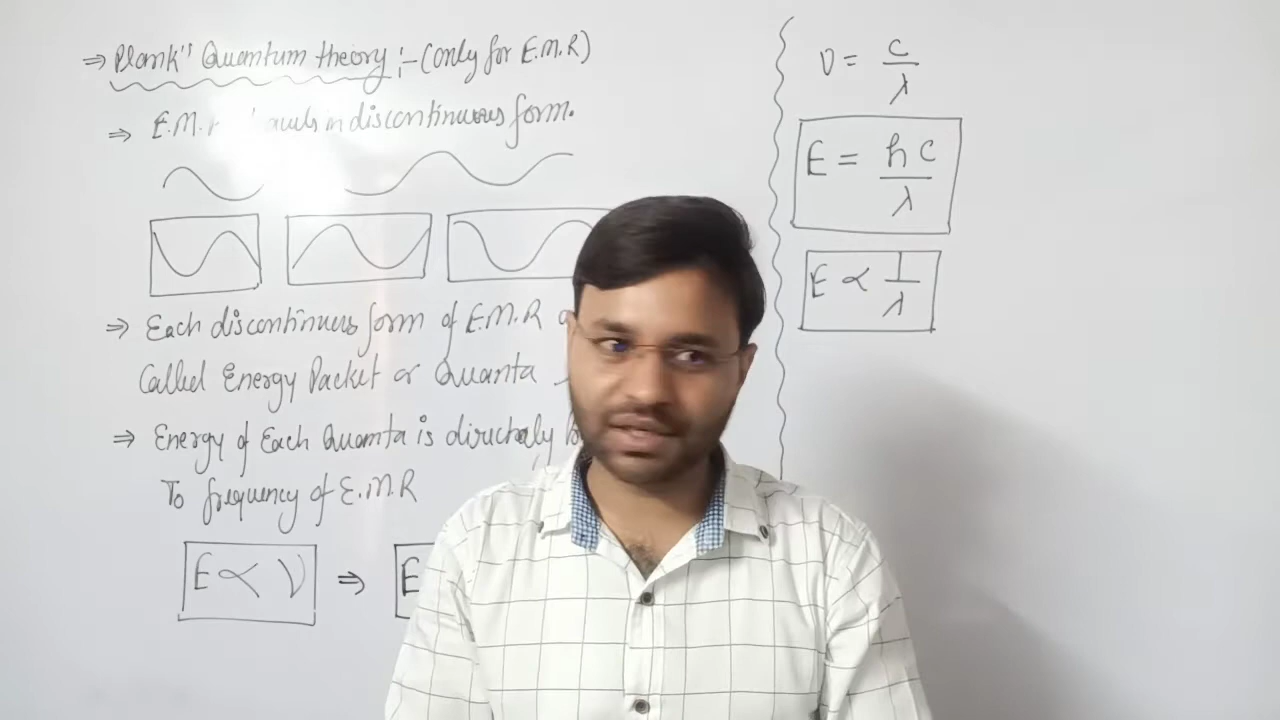 ⇒ Plank's Quantum theory :- (only for E.M.R)
⇒ E.M. in discontinuous form.
⇒ Each discontinuous form of E.M.R
Called Energy Packet or Quanta
⇒ Energy of Each Quanta is directly
To frequency of E.M.R
E ∝ ν ⇒ E
ν = c/λ
E = hc/λ
E ∝ 1/λ